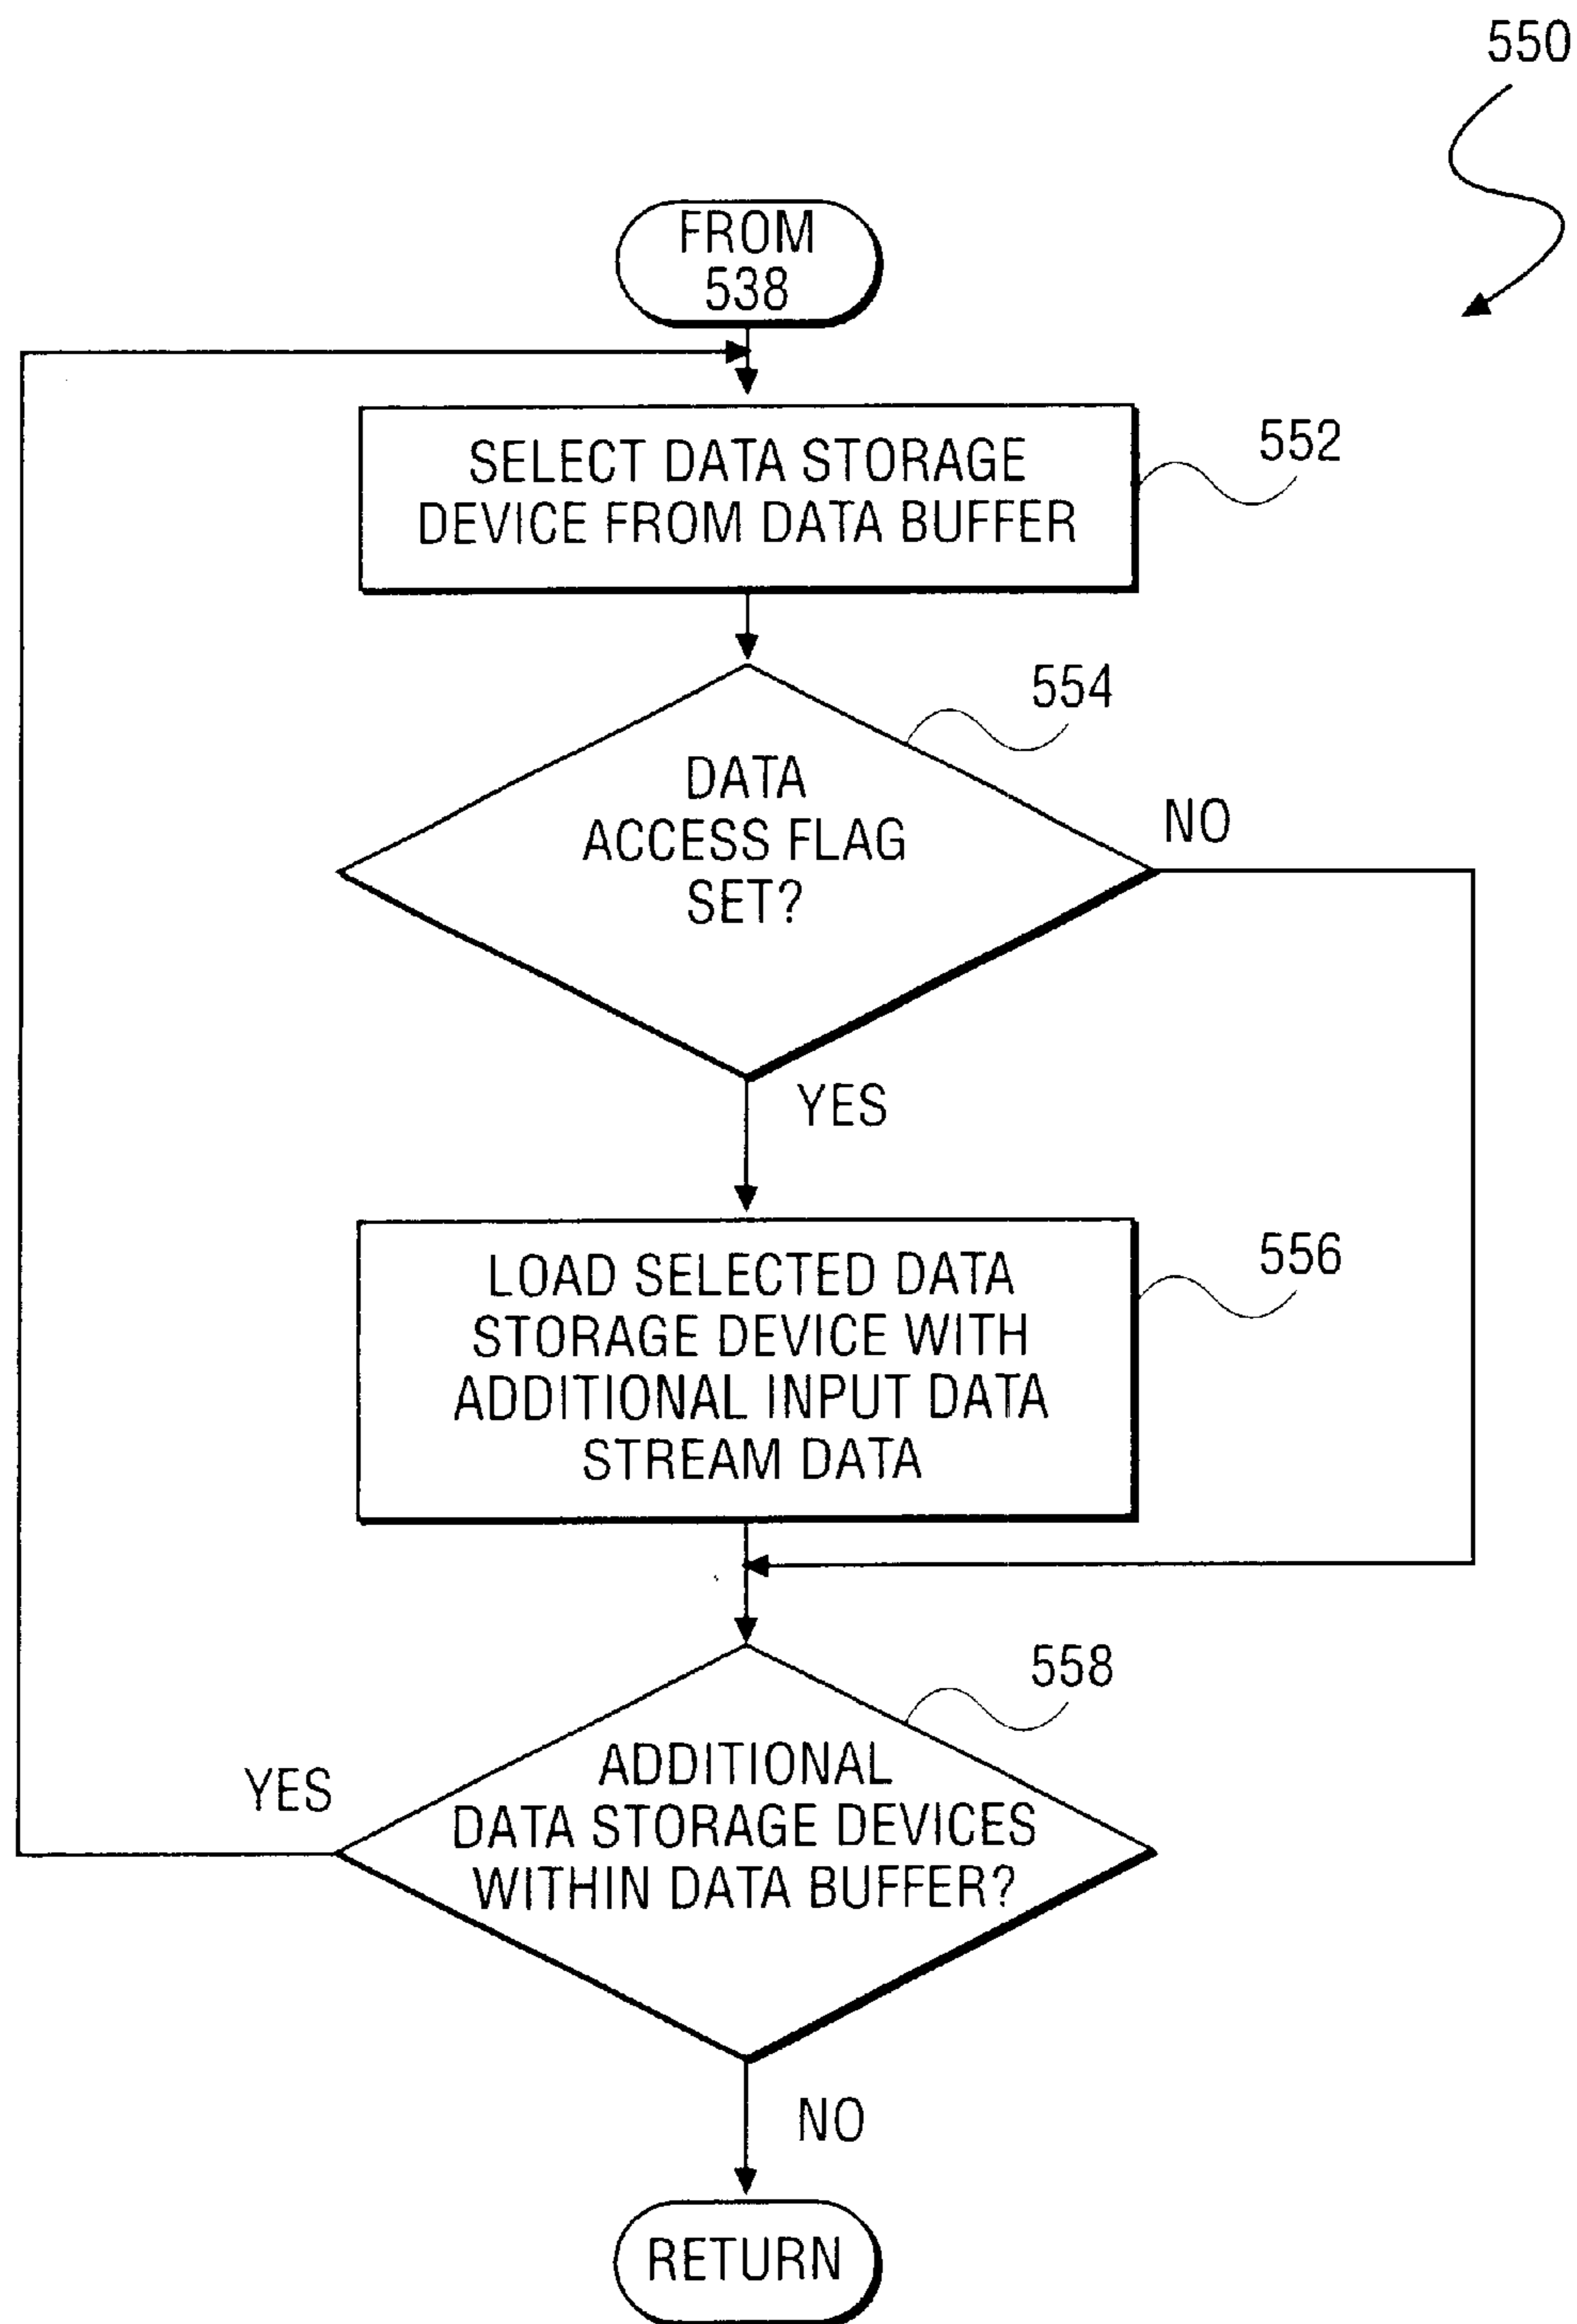 550
FROM
538
SELECT DATA STORAGE
DEVICE FROM DATA BUFFER
552
554
DATA
ACCESS FLAG
SET?
NO
YES
LOAD SELECTED DATA
STORAGE DEVICE WITH
ADDITIONAL INPUT DATA
STREAM DATA
556
558
ADDITIONAL
DATA STORAGE DEVICES
WITHIN DATA BUFFER?
YES
NO
RETURN